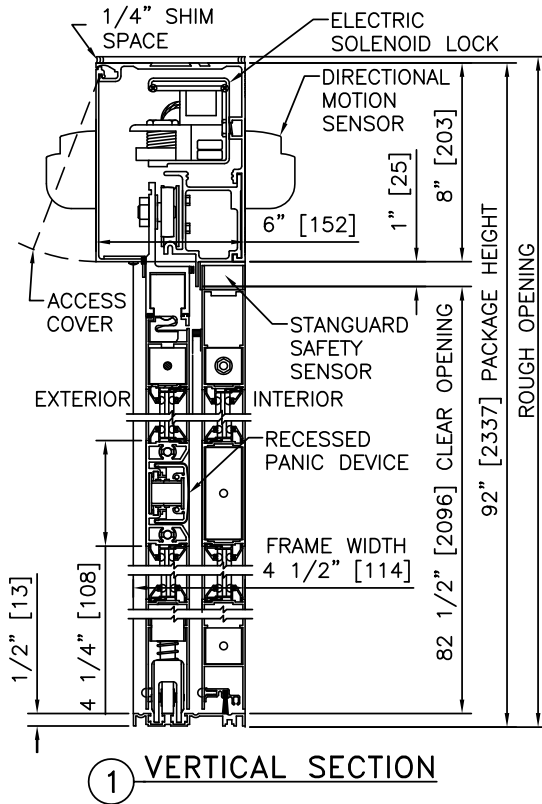 1/4" SHIM
SPACE
ELECTRIC
SOLENOID LOCK
DIRECTIONAL
MOTION
SENSOR
1" [25]
8" [203]
6" [152]
ACCESS
COVER
STANGUARD
SAFETY
SENSOR
EXTERIOR
INTERIOR
RECESSED
PANIC DEVICE
FRAME WIDTH
4 1/2" [114]
1/2" [13]
4 1/4" [108]
82 1/2" [2096] CLEAR OPENING
92" [2337] PACKAGE HEIGHT
ROUGH OPENING
1 VERTICAL SECTION